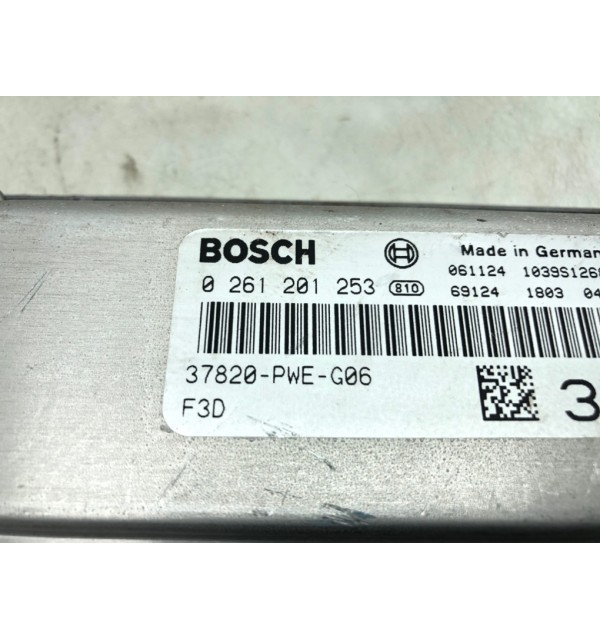 BOSCH Made in German
061124 1039S126
0 261 201 253 810 69124 1803 04
37820-PWE-G06
F3D 3